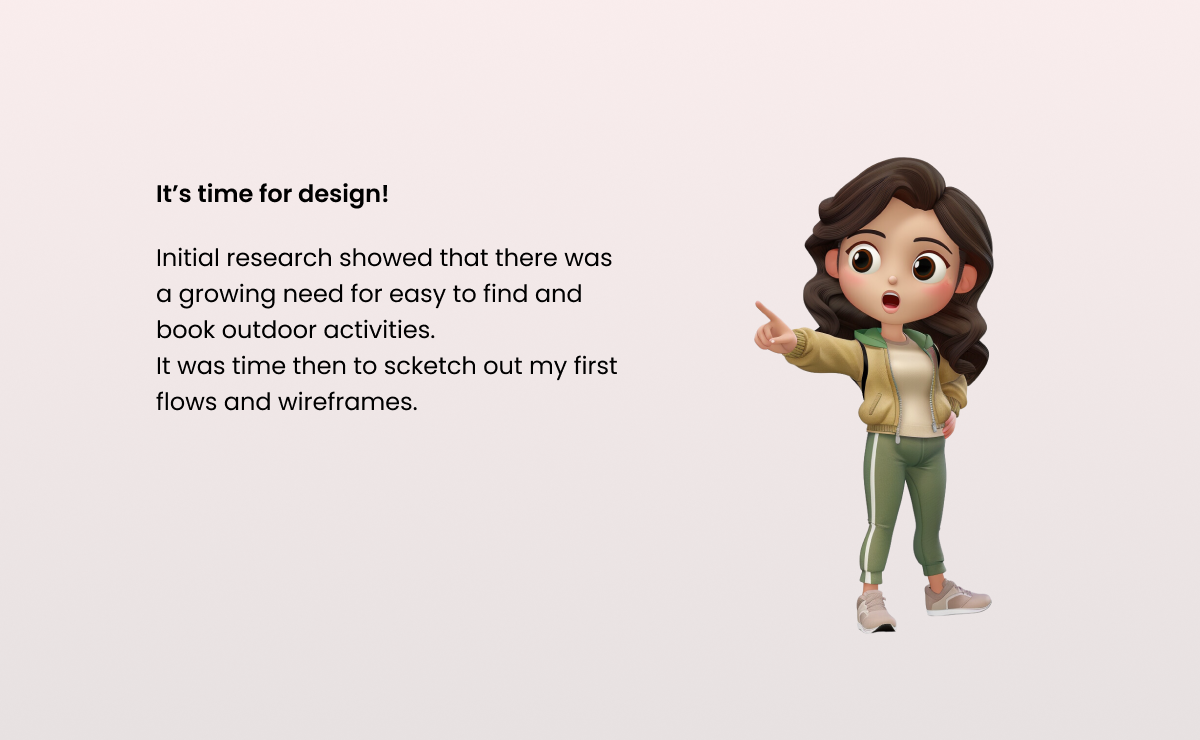 It’s time for design!
Initial research showed that there was
a growing need for easy to find and
book outdoor activities.
It was time then to scketch out my first
flows and wireframes.